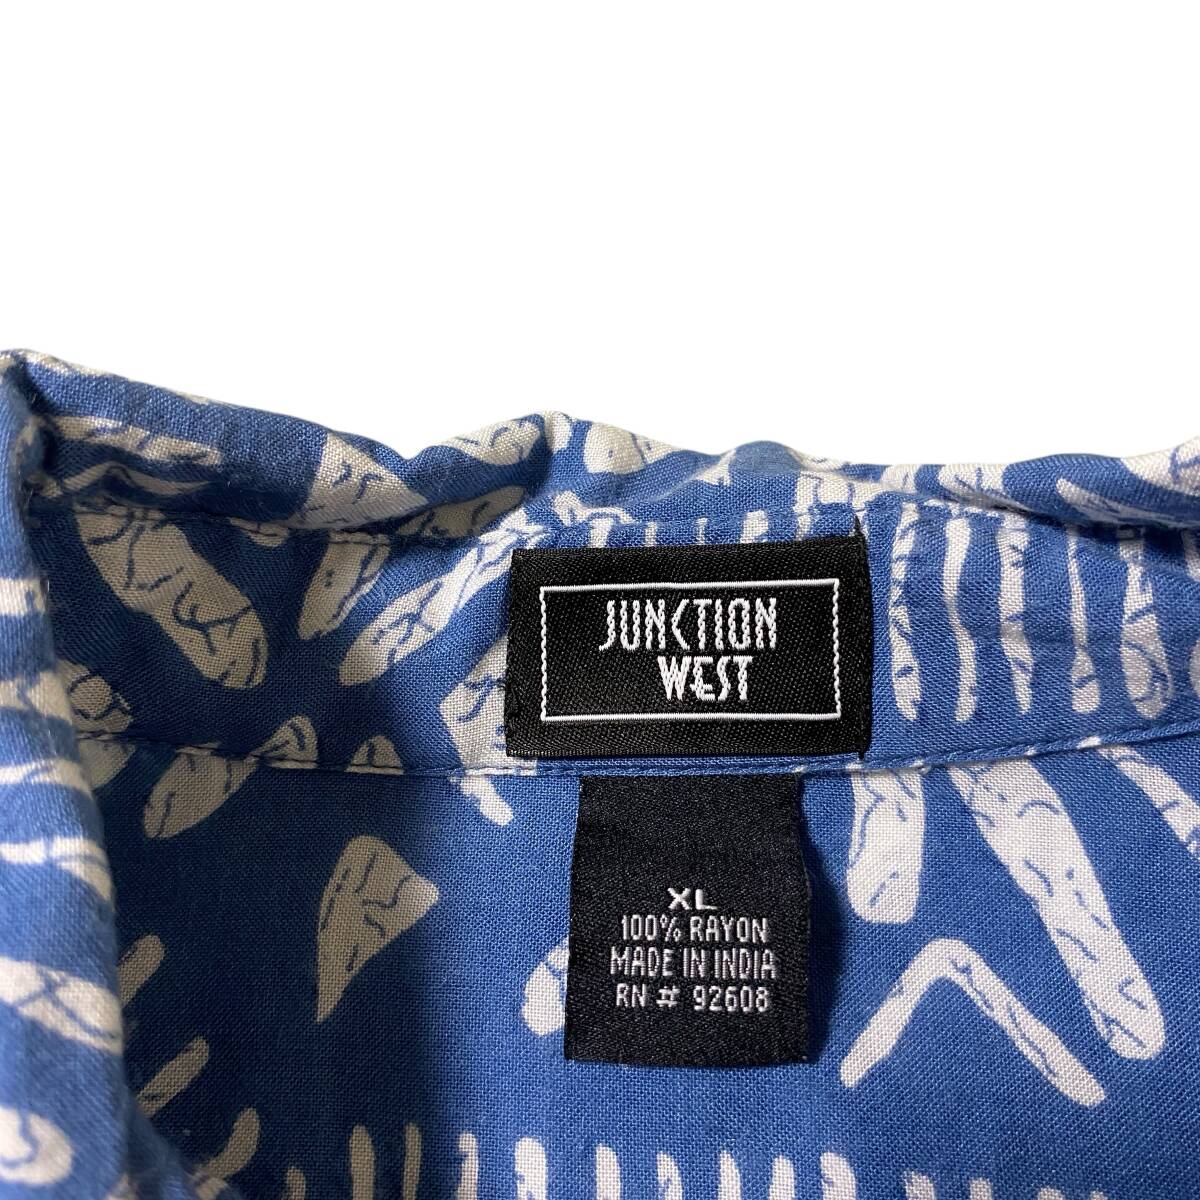 JUNCTION
WEST
XL
100% RAYON
MADE IN INDIA
RN # 92608